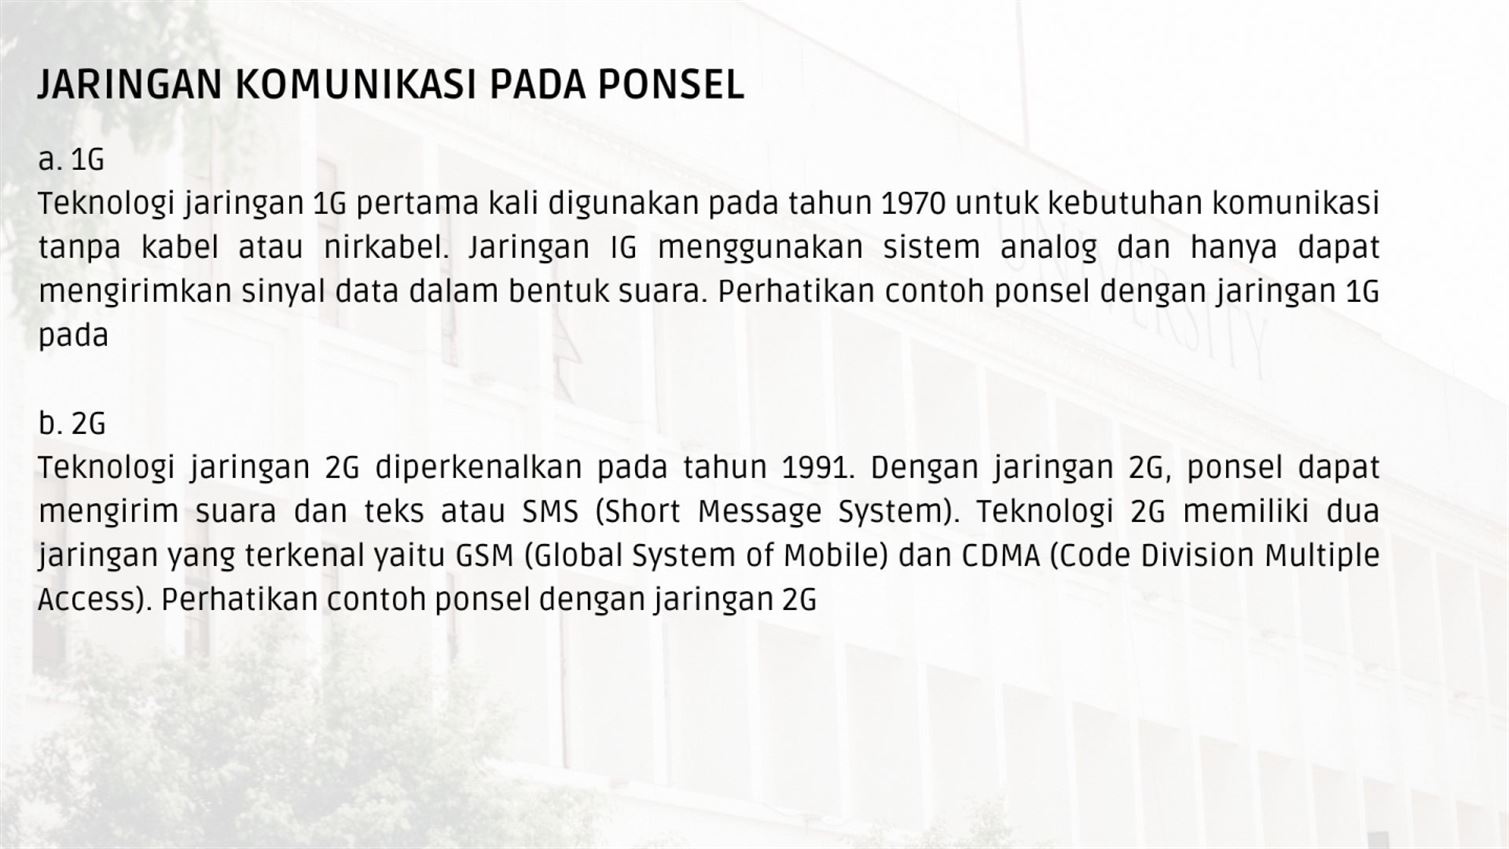 JARINGAN KOMUNIKASI PADA PONSEL
a. 1G
Teknologi jaringan 1G pertama kali digunakan pada tahun 1970 untuk kebutuhan komunikasi
tanpa kabel atau nirkabel. Jaringan IG menggunakan sistem analog dan hanya dapat
mengirimkan sinyal data dalam bentuk suara. Perhatikan contoh ponsel dengan jaringan 1G
pada
b. 2G
Teknologi jaringan 2G diperkenalkan pada tahun 1991. Dengan jaringan 2G, ponsel dapat
mengirim suara dan teks atau SMS (Short Message System). Teknologi 2G memiliki dua
jaringan yang terkenal yaitu GSM (Global System of Mobile) dan CDMA (Code Division Multiple
Access). Perhatikan contoh ponsel dengan jaringan 2G
UNIVERSITY